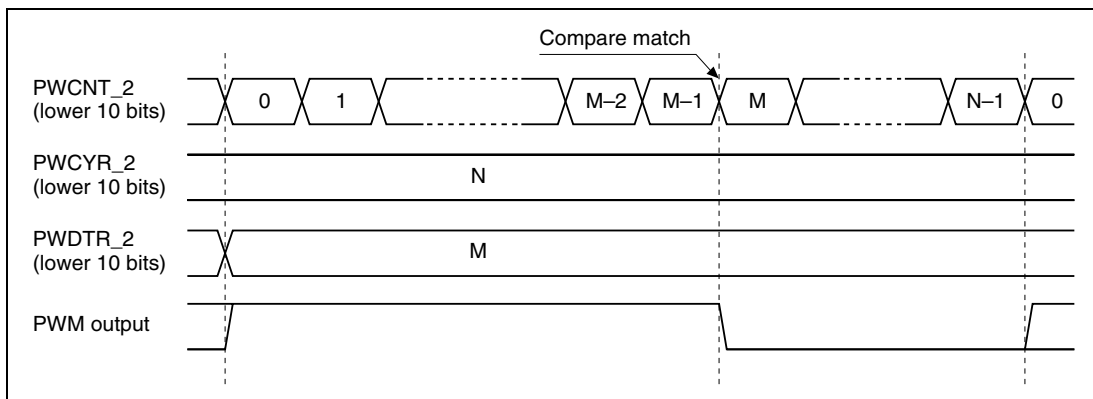 Compare match
PWCNT_2
(lower 10 bits)
0 1 M–2 M–1 M N–1 0
PWCYR_2
(lower 10 bits)
N
PWDTR_2
(lower 10 bits)
M
PWM output